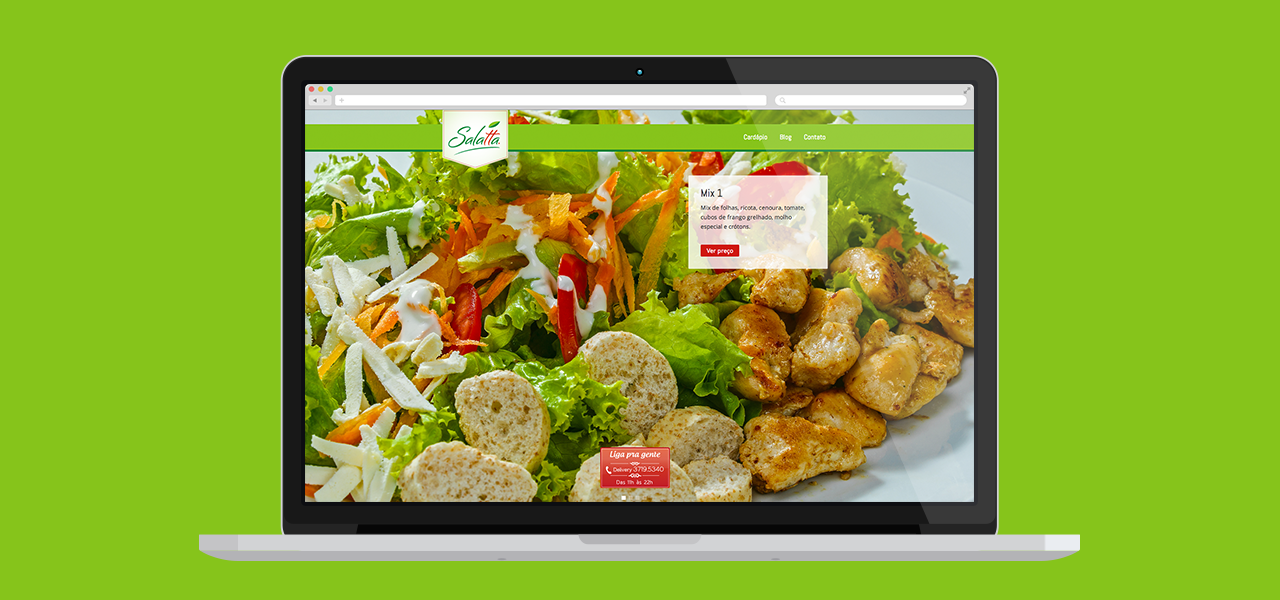 Salatta
Cardápio Blog Contato
Mix 1
Mix de folhas, ricota, cenoura, tomate,
cubos de frango grelhado, molho
especial e crótons.
Ver preço
Liga pra gente
Delivery 3719.5340
Das 11h às 22h